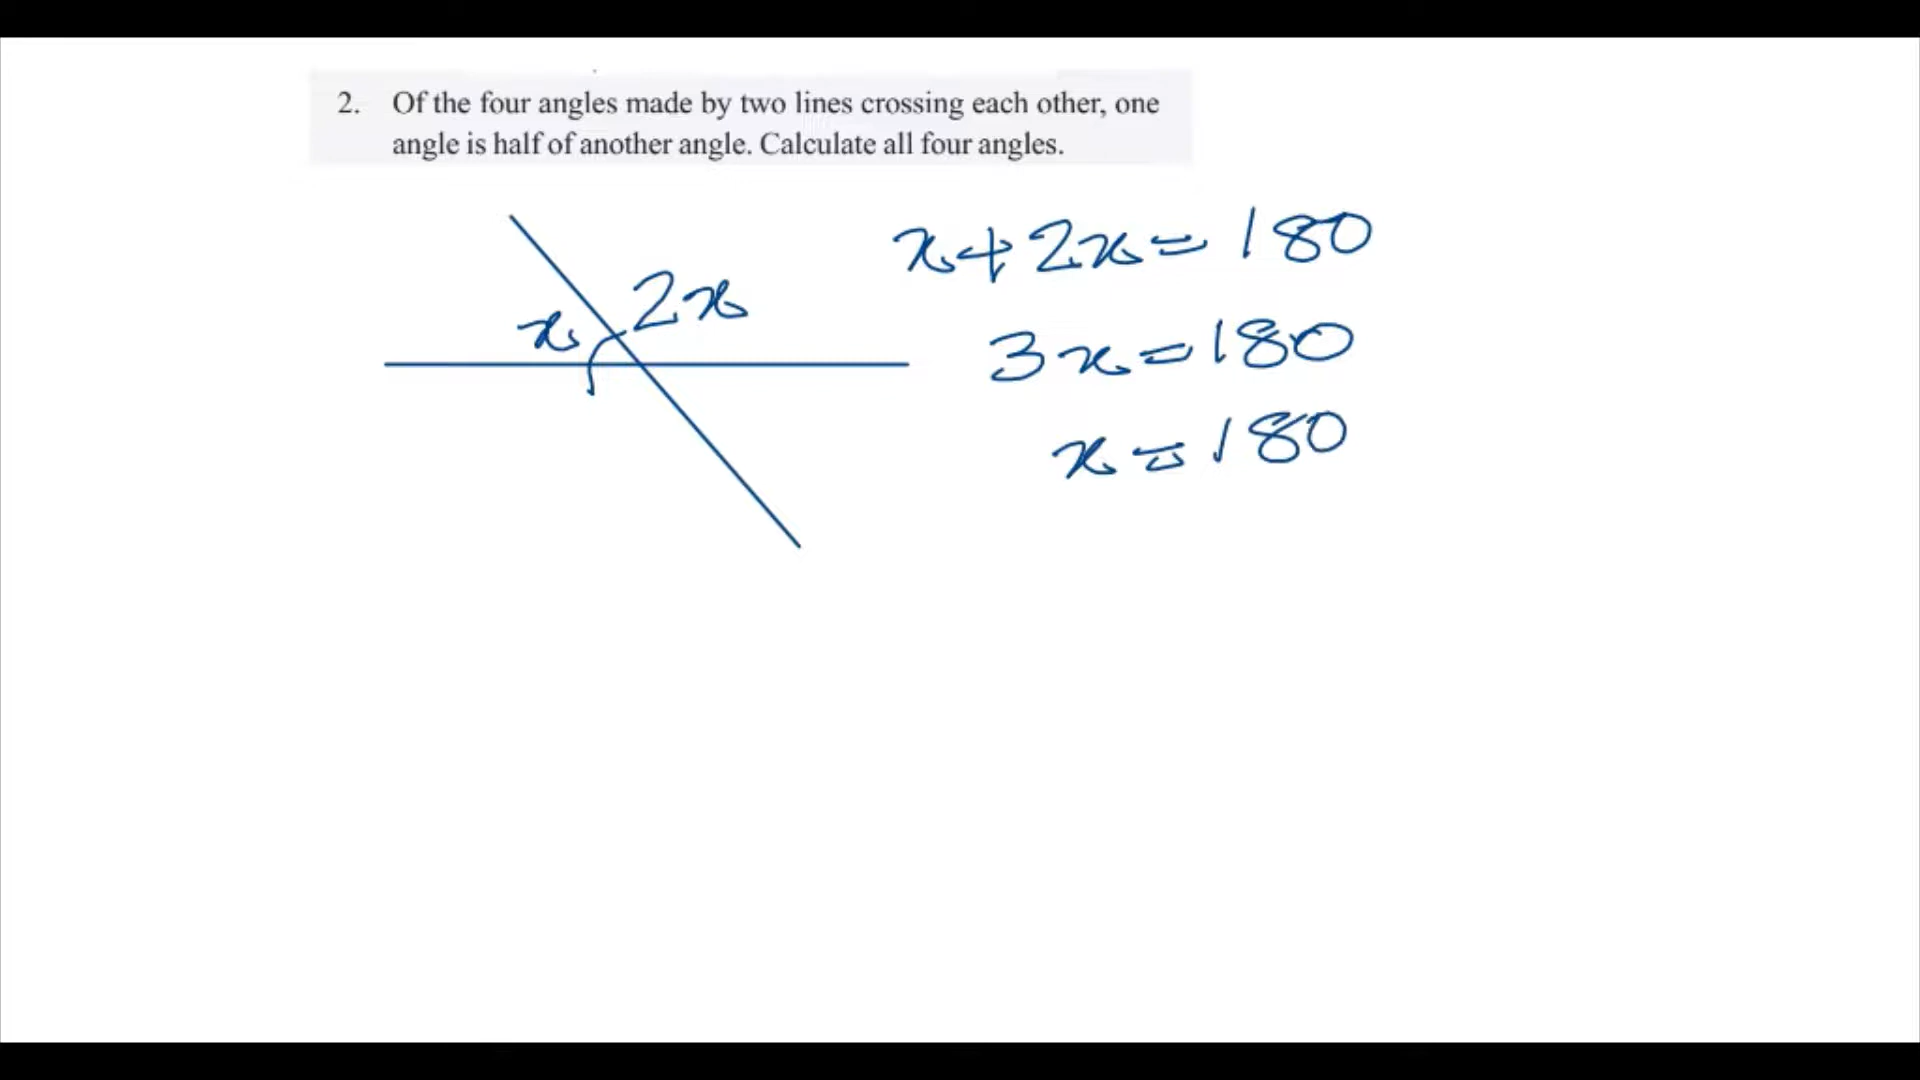 2. Of the four angles made by two lines crossing each other, one
angle is half of another angle. Calculate all four angles.
x 2x
x+2x=180
3x=180
x=180